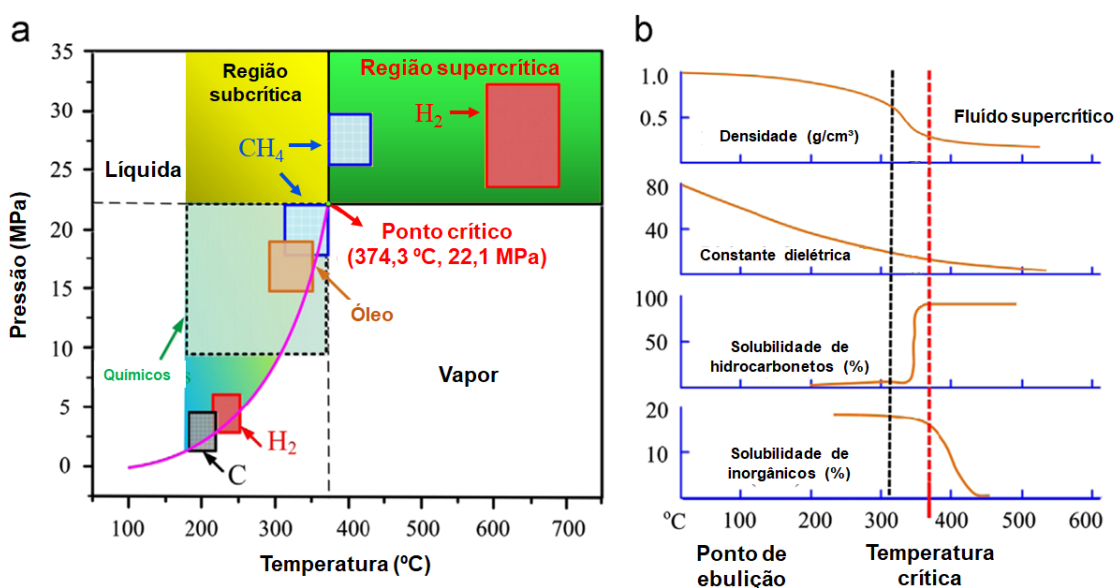 a
Pressão (MPa)
35
30
25
20
15
10
5
0
100
200
300
400
500
600
700
Temperatura (ºC)
Região
subcrítica
Região supercrítica
H₂
CH₄
Líquida
Ponto crítico
(374,3 ºC, 22,1 MPa)
Óleo
Químicos s
Vapor
H₂
C
b
1.0
0.5
Densidade (g/cm³)
Fluído supercrítico
80
40
Constante dielétrica
100
50
Solubilidade de
hidrocarbonetos (%)
20
10
Solubilidade de
inorgânicos (%)
ºC
100
200
300
400
500
600
Ponto de
ebulição
Temperatura
crítica